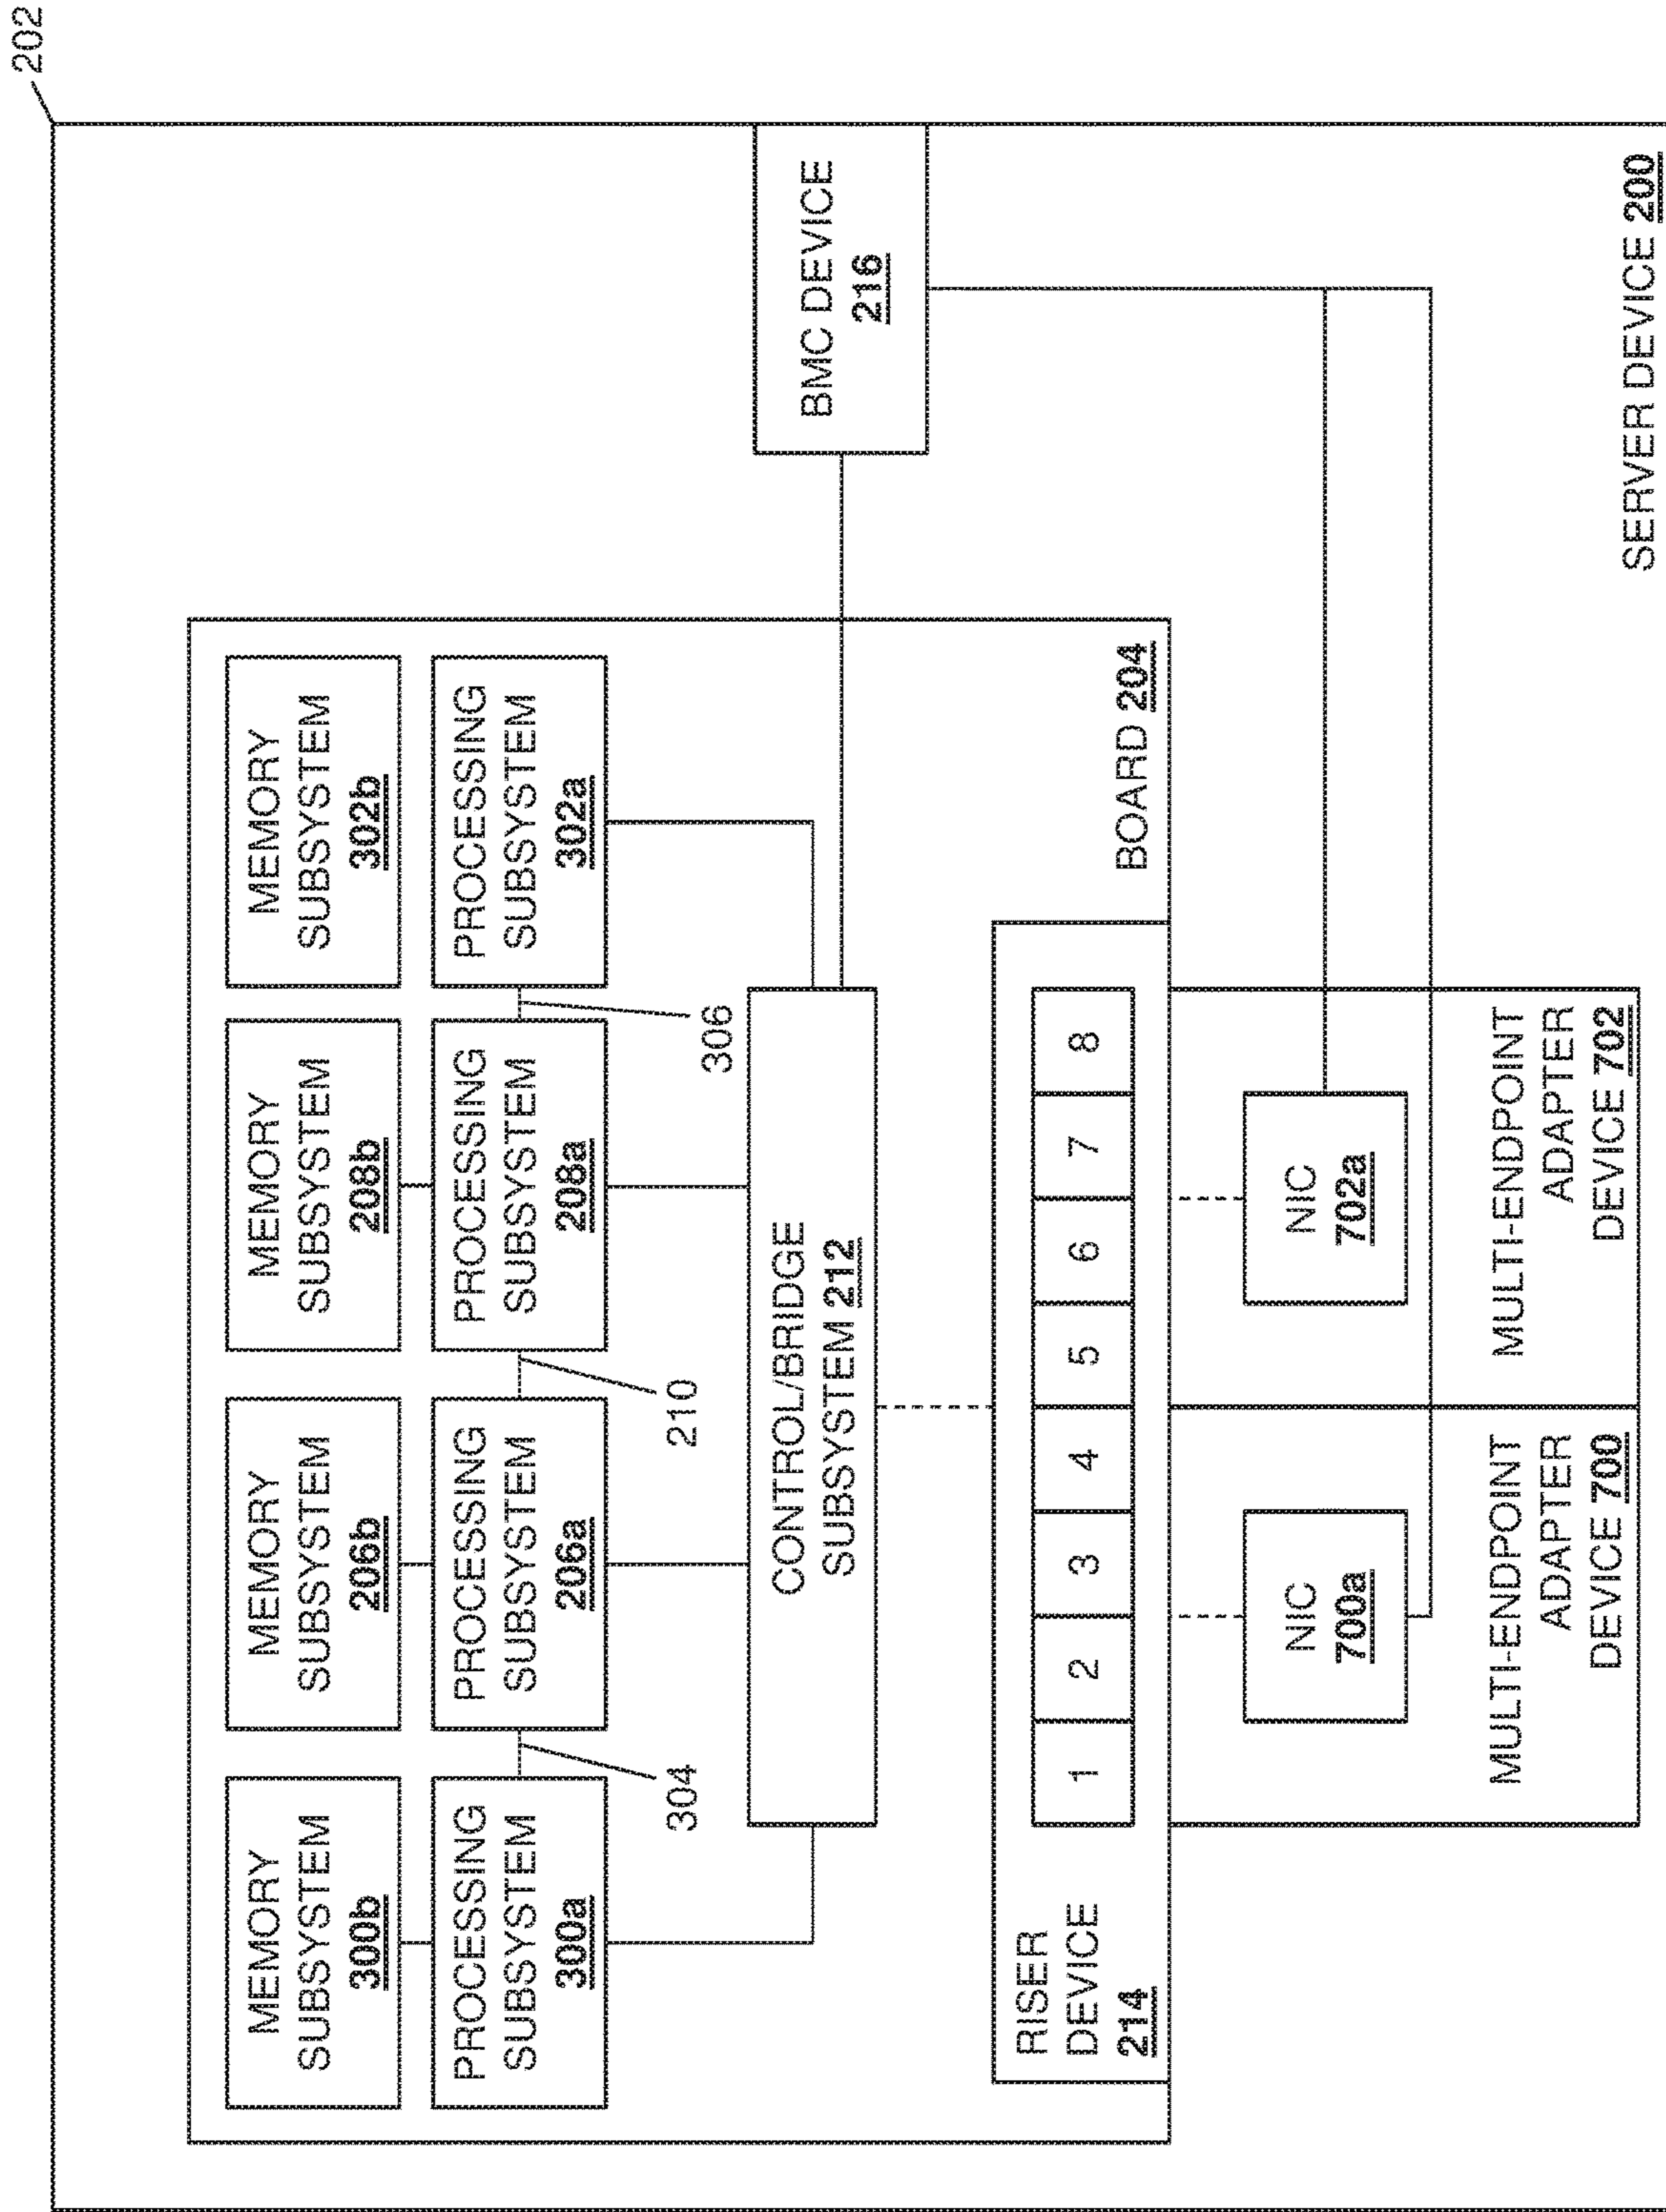 202
MEMORY
SUBSYSTEM
300b
MEMORY
SUBSYSTEM
206b
MEMORY
SUBSYSTEM
208b
MEMORY
SUBSYSTEM
302b
PROCESSING
SUBSYSTEM
300a
PROCESSING
SUBSYSTEM
206a
PROCESSING
SUBSYSTEM
208a
PROCESSING
SUBSYSTEM
302a
304
210
306
CONTROL/BRIDGE
SUBSYSTEM 212
BMC DEVICE
216
RISER
DEVICE
214
1 2 3 4 5 6 7 8
BOARD 204
NIC
700a
MULTI-ENDPOINT
ADAPTER
DEVICE 700
NIC
702a
MULTI-ENDPOINT
ADAPTER
DEVICE 702
SERVER DEVICE 200